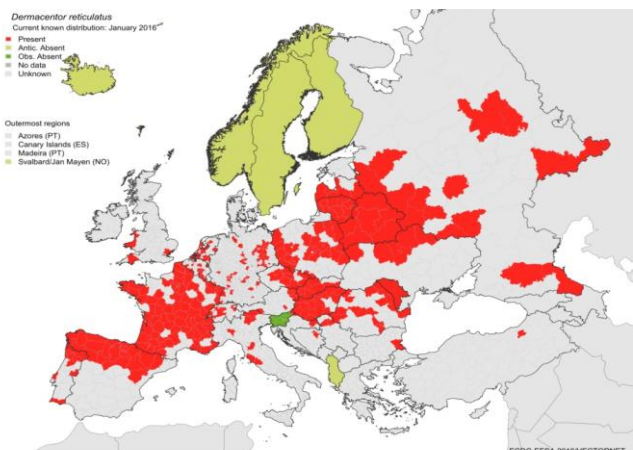 Dermacentor reticulatus
Current known distribution: January 2016
Present
Antic. Absent
Obs. Absent
No data
Unknown
Outermost regions
Azores (PT)
Canary Islands (ES)
Madeira (PT)
Svalbard/Jan Mayen (NO)